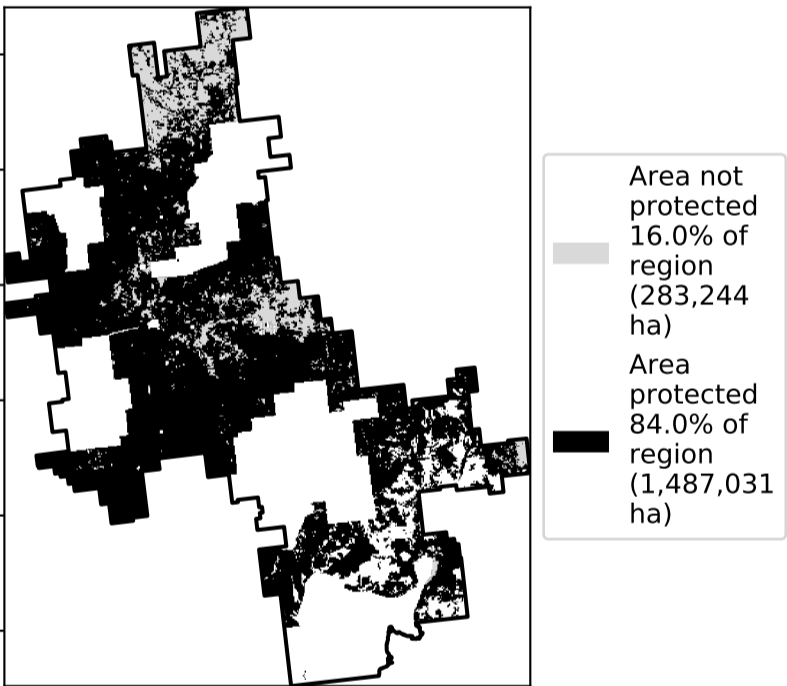 Area not
protected
16.0% of
region
(283,244
ha)
Area
protected
84.0% of
region
(1,487,031
ha)